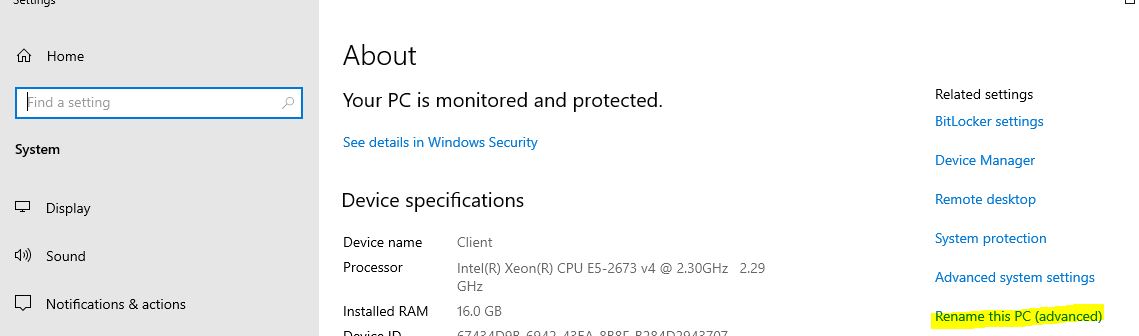 Settings
Home
Find a setting
System
Display
Sound
Notifications & actions
About
Your PC is monitored and protected.
See details in Windows Security
Device specifications
Device name Client
Processor Intel(R) Xeon(R) CPU E5-2673 v4 @ 2.30GHz 2.29
GHz
Installed RAM 16.0 GB
Device ID
Related settings
BitLocker settings
Device Manager
Remote desktop
System protection
Advanced system settings
Rename this PC (advanced)